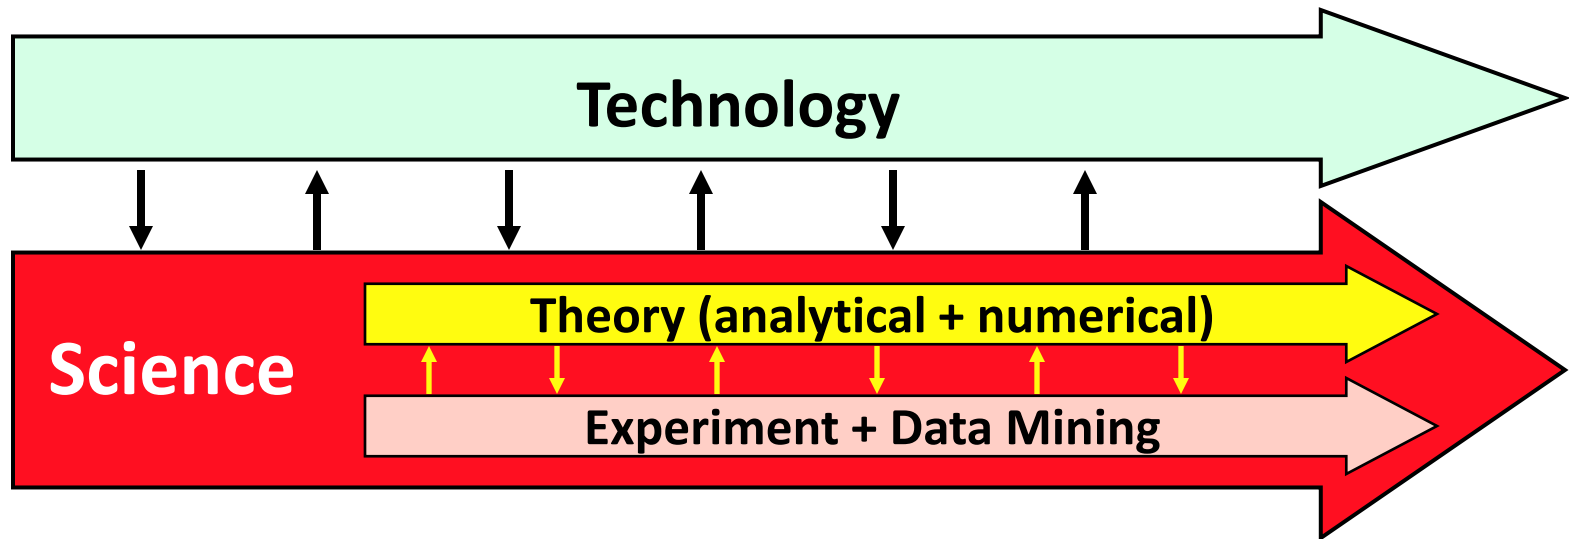 Technology
Theory (analytical + numerical)
Science
Experiment + Data Mining